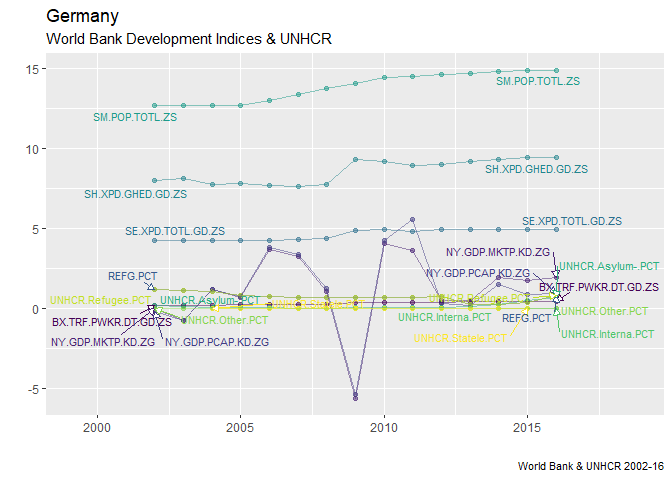 Germany
World Bank Development Indices & UNHCR
15
SM.POP.TOTL.ZS
SM.POP.TOTL.ZS
10
SH.XPD.GHED.GD.ZS
SH.XPD.GHED.GD.ZS
5
SE.XPD.TOTL.GD.ZS
SE.XPD.TOTL.GD.ZS
NY.GDP.MKTP.KD.ZG
UNHCR.Asylum-.PCT
REFG.PCT
NY.GDP.PCAP.KD.ZG
BX.TRF.PWKR.DT.GD.ZS
UNHCR.Refugee.PCT
UNHCR.Asylum-.PCT
UNHCR.Refugee.PCT
0
UNHCR.Other.PCT
BX.TRF.PWKR.DT.GD.ZS
UNHCR.Other.PCT
UNHCR.Interna.PCT
REFG.PCT
NY.GDP.MKTP.KD.ZG
NY.GDP.PCAP.KD.ZG
UNHCR.Statele.PCT
UNHCR.Interna.PCT
-5
2000
2005
2010
2015
World Bank & UNHCR 2002-16